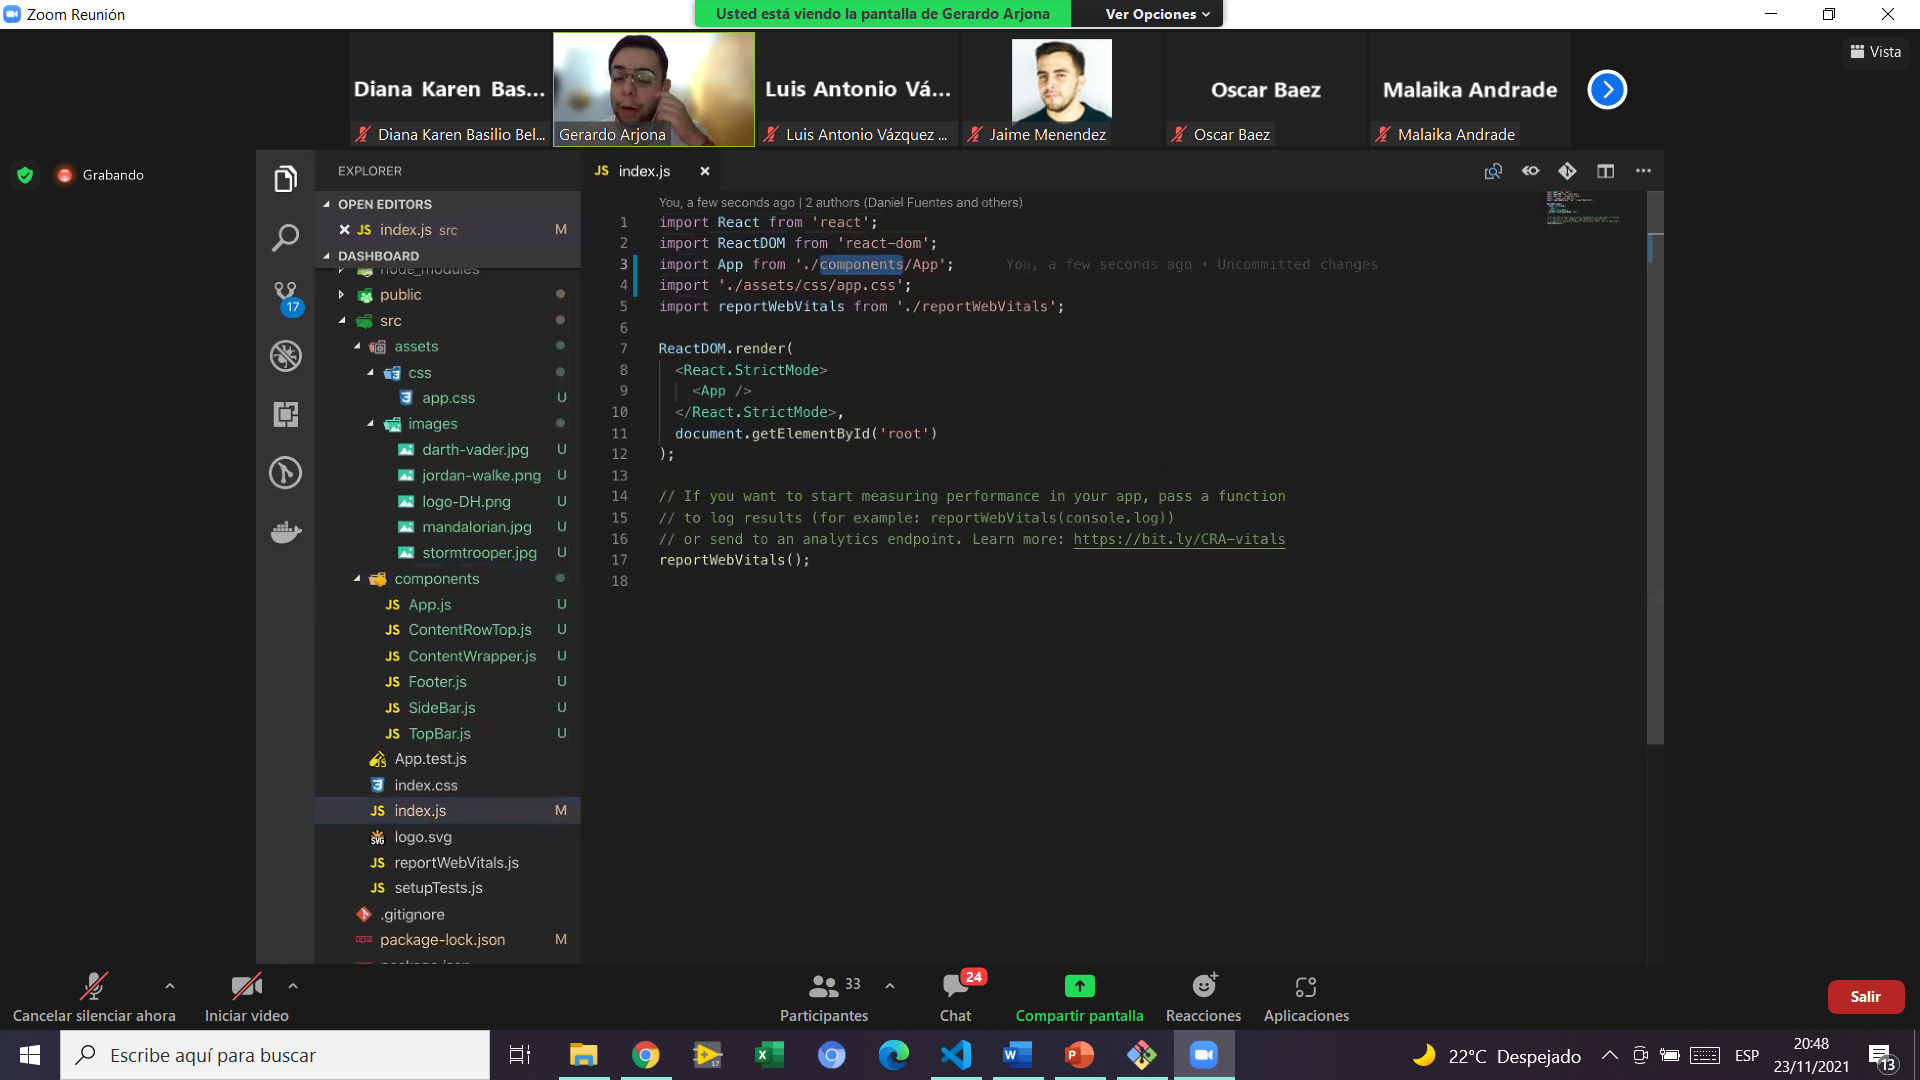 Zoom Reunión
Usted está viendo la pantalla de Gerardo Arjona
Ver Opciones
Vista
Diana Karen Bas...
Luis Antonio Vá...
Oscar Baez
Malaika Andrade
Diana Karen Basilio Bel...
Gerardo Arjona
Luis Antonio Vázquez ...
Jaime Menendez
Oscar Baez
Malaika Andrade
Grabando
EXPLORER
OPEN EDITORS
JS index.js src M
DASHBOARD
node_modules
public
src
assets
css
app.css U
images
darth-vader.jpg U
jordan-walke.png U
logo-DH.png U
mandalorian.jpg U
stormtrooper.jpg U
components
JS App.js U
JS ContentRowTop.js U
JS ContentWrapper.js U
JS Footer.js U
JS SideBar.js U
JS TopBar.js U
App.test.js
index.css
JS index.js M
SVG logo.svg
JS reportWebVitals.js
JS setupTests.js
.gitignore
package-lock.json M
package.json
17
JS index.js
You, a few seconds ago | 2 authors (Daniel Fuentes and others)
1 import React from 'react';
2 import ReactDOM from 'react-dom';
3 import App from './components/App'; You, a few seconds ago • Uncommitted changes
4 import './assets/css/app.css';
5 import reportWebVitals from './reportWebVitals';
6
7 ReactDOM.render(
8 <React.StrictMode>
9 <App />
10 </React.StrictMode>,
11 document.getElementById('root')
12 );
13
14 // If you want to start measuring performance in your app, pass a function
15 // to log results (for example: reportWebVitals(console.log))
16 // or send to an analytics endpoint. Learn more: https://bit.ly/CRA-vitals
17 reportWebVitals();
18
Cancelar silenciar ahora
Iniciar video
33
Participantes
24
Chat
Compartir pantalla
Reacciones
Aplicaciones
Salir
Escribe aquí para buscar
22°C Despejado
ESP
20:48
23/11/2021
13